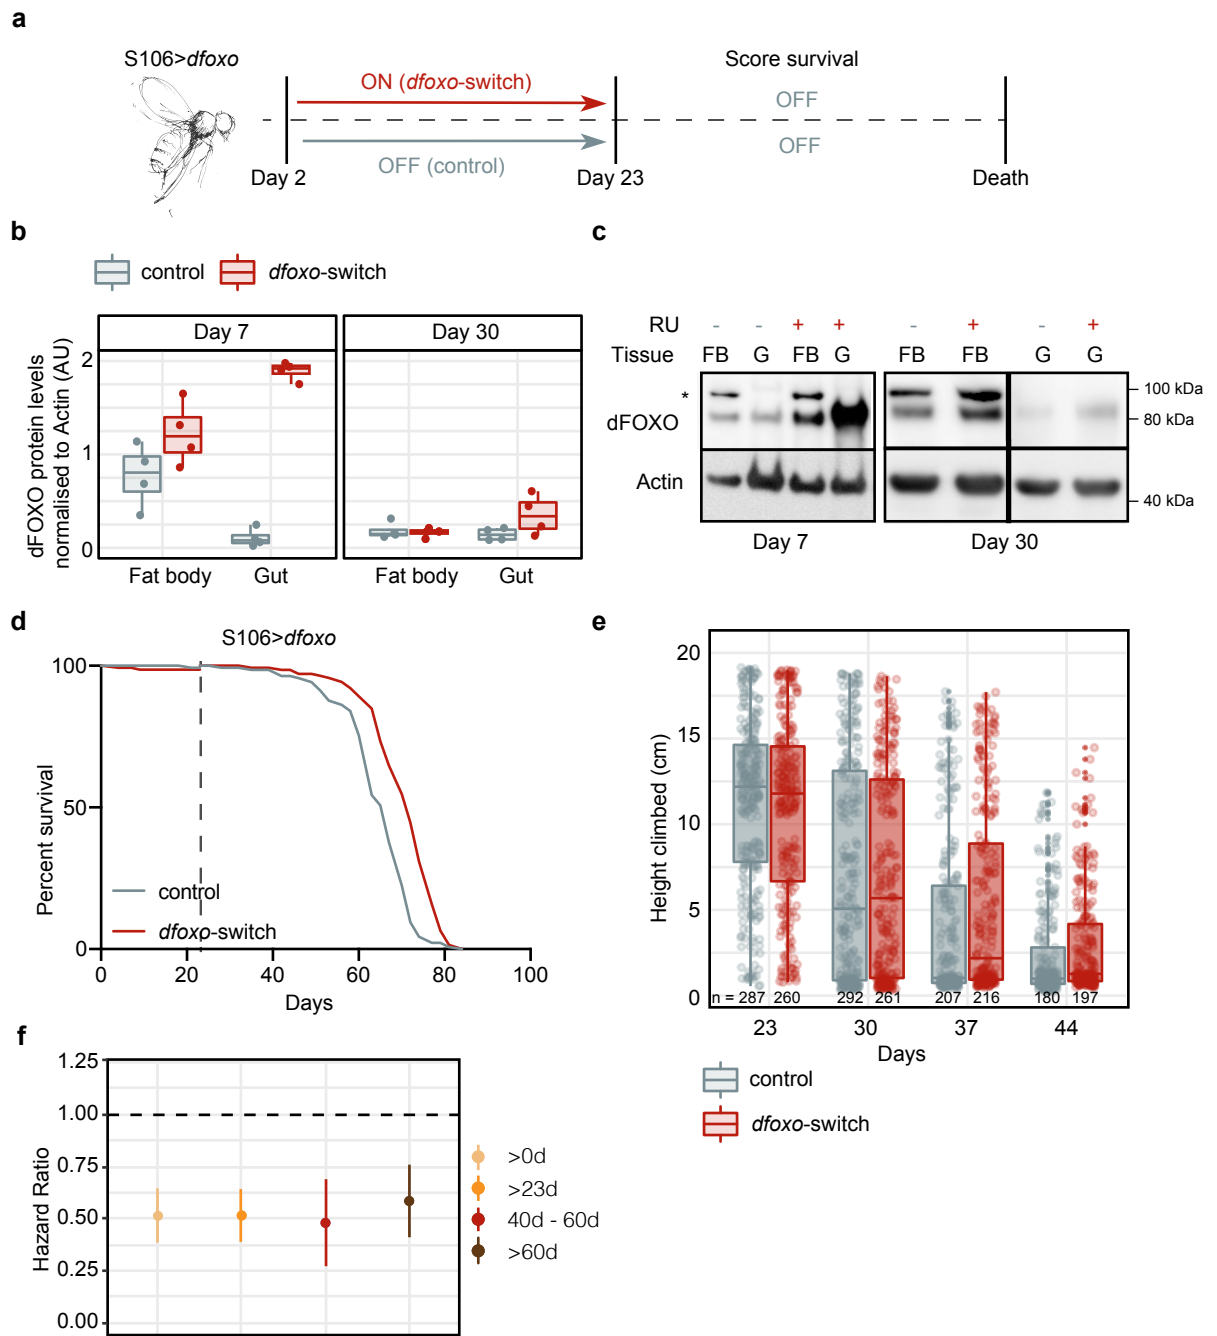 a
S106>dfoxo
ON (dfoxo-switch)
Score survival
OFF
OFF (control)
OFF
Day 2
Day 23
Death
b
control
dfoxo-switch
Day 7
Day 30
dFOXO protein levels
normalised to Actin (AU)
2
1
0
Fat body
Gut
Fat body
Gut
c
RU
- - + +
- + - +
Tissue
FB G FB G
FB FB G G
*
dFOXO
Actin
100 kDa
80 kDa
40 kDa
Day 7
Day 30
d
S106>dfoxo
Percent survival
100
50
0
control
dfoxo-switch
0 20 40 60 80 100
Days
e
Height climbed (cm)
20
15
10
5
0
n = 287 260 292 261 207 216 180 197
23 30 37 44
Days
control
dfoxo-switch
f
Hazard Ratio
1.25
1.00
0.75
0.50
0.25
0.00
>0d
>23d
40d - 60d
>60d